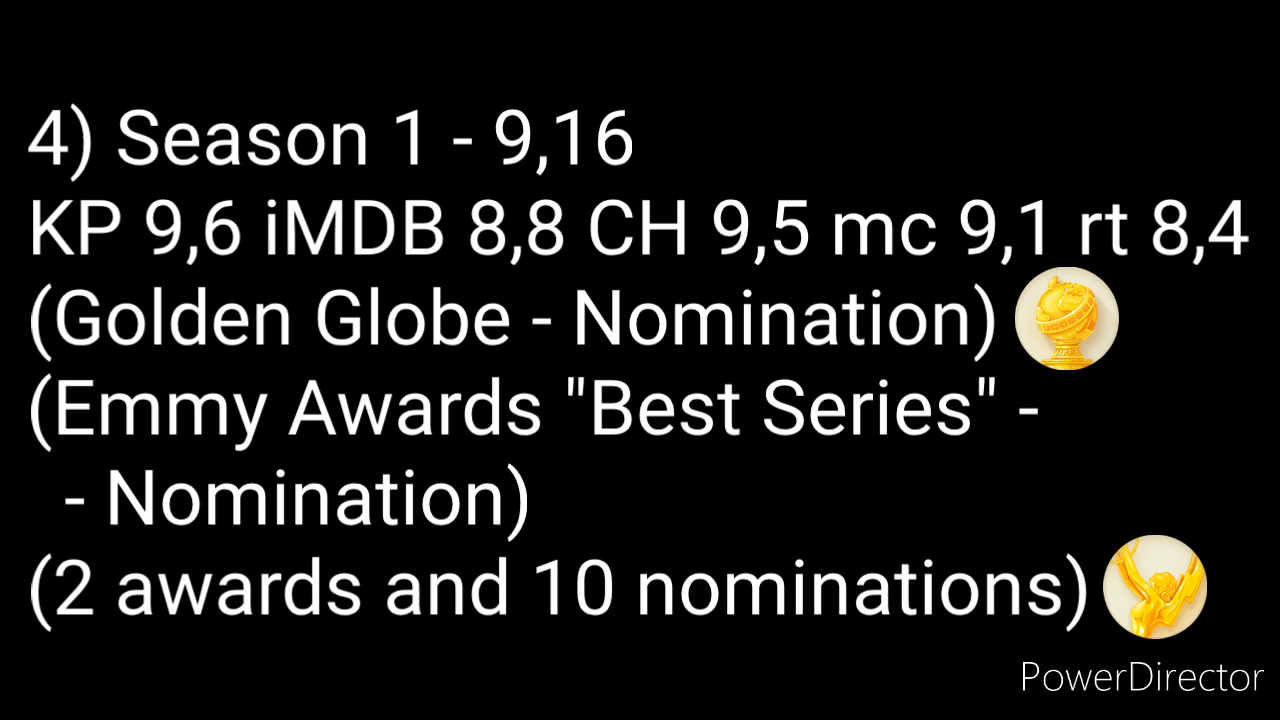 4) Season 1 - 9,16
KP 9,6 iMDB 8,8 CH 9,5 mc 9,1 rt 8,4
(Golden Globe - Nomination)
(Emmy Awards "Best Series" -
- Nomination)
(2 awards and 10 nominations)
PowerDirector